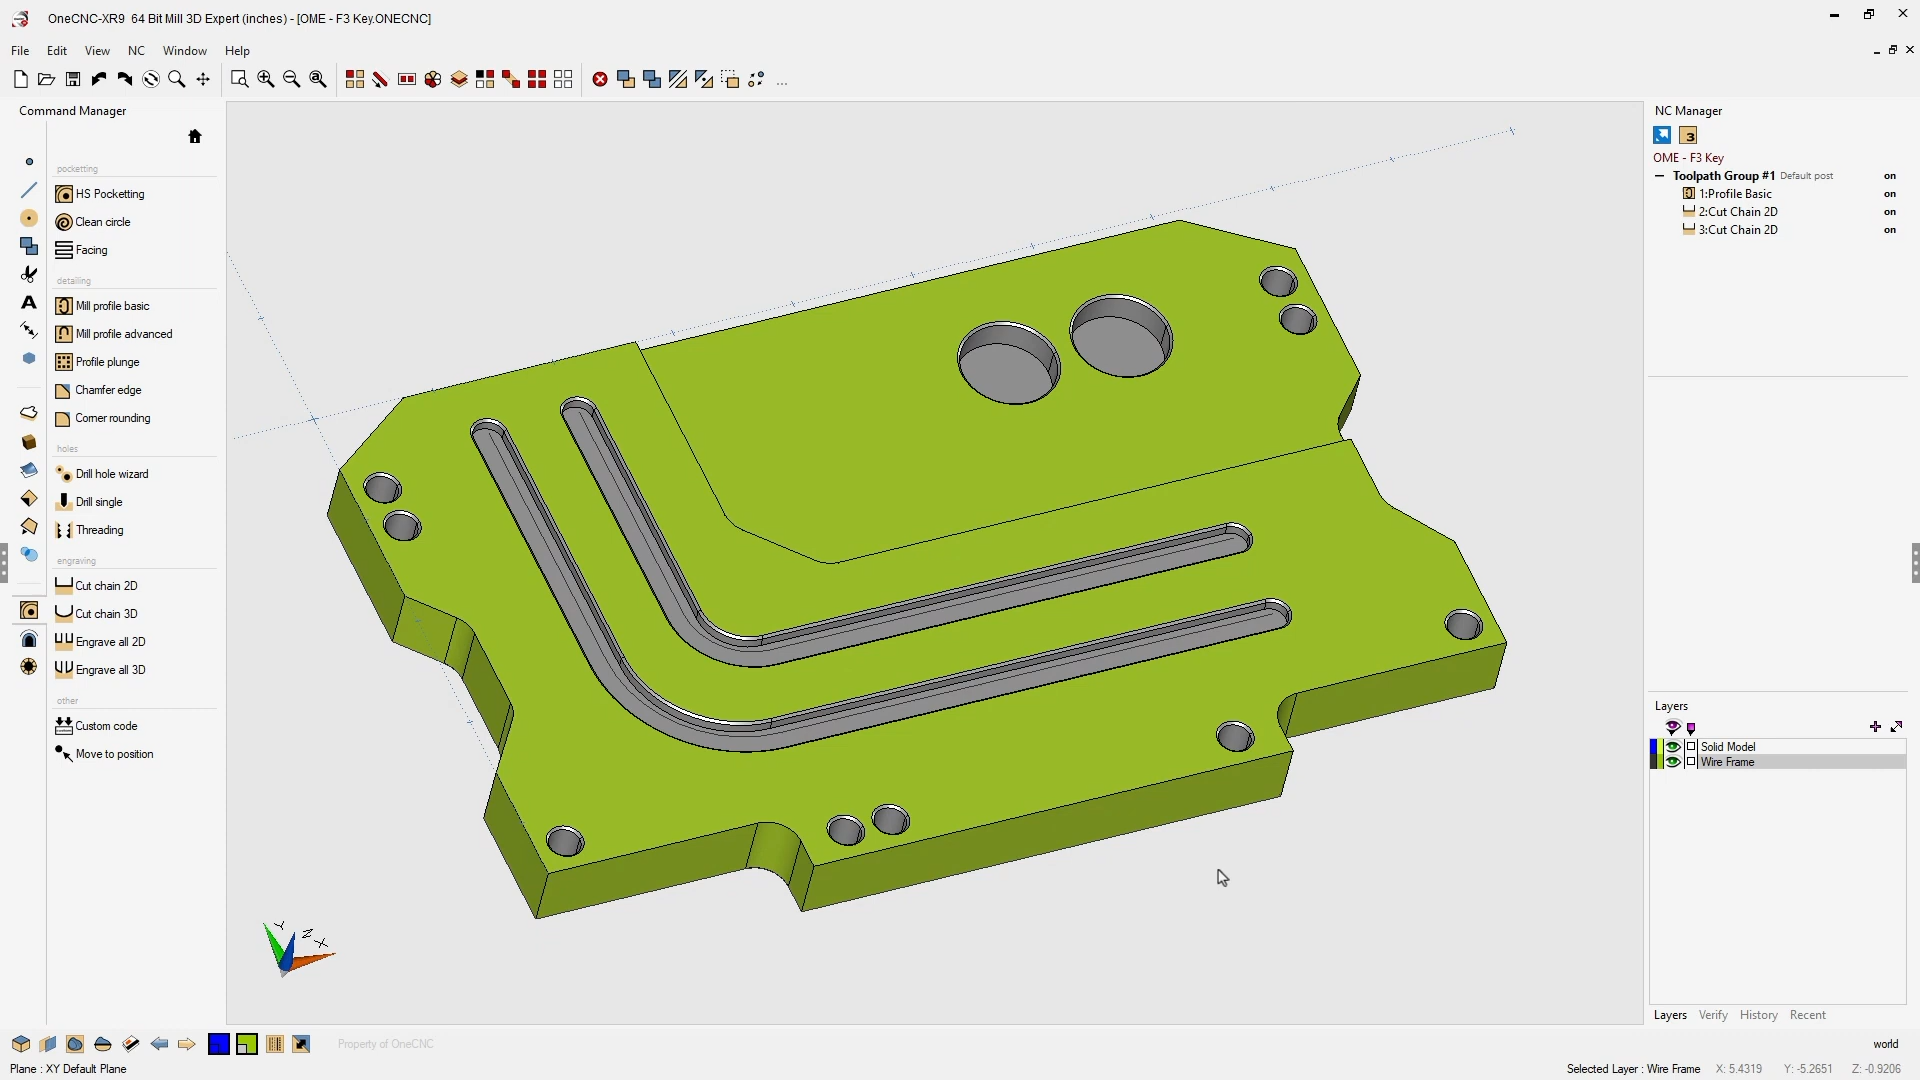 OneCNC-XR9  64 Bit Mill 3D Expert (inches) - [OME - F3 Key.ONECNC]
File Edit View NC Window Help
Command Manager
pocketting
HS Pocketting
Clean circle
Facing
detailing
Mill profile basic
Mill profile advanced
Profile plunge
Chamfer edge
Corner rounding
holes
Drill hole wizard
Drill single
Threading
engraving
Cut chain 2D
Cut chain 3D
Engrave all 2D
Engrave all 3D
other
Custom code
Move to position
A
Y
Z
X
NC Manager
3
OME - F3 Key
Toolpath Group #1 Default post on
1:Profile Basic on
2:Cut Chain 2D on
3:Cut Chain 2D on
Layers
Solid Model
Wire Frame
Layers Verify History Recent
Property of OneCNC
world
Plane : XY Default Plane
Selected Layer : Wire Frame X: 5.4319 Y: -5.2651 Z: -0.9206